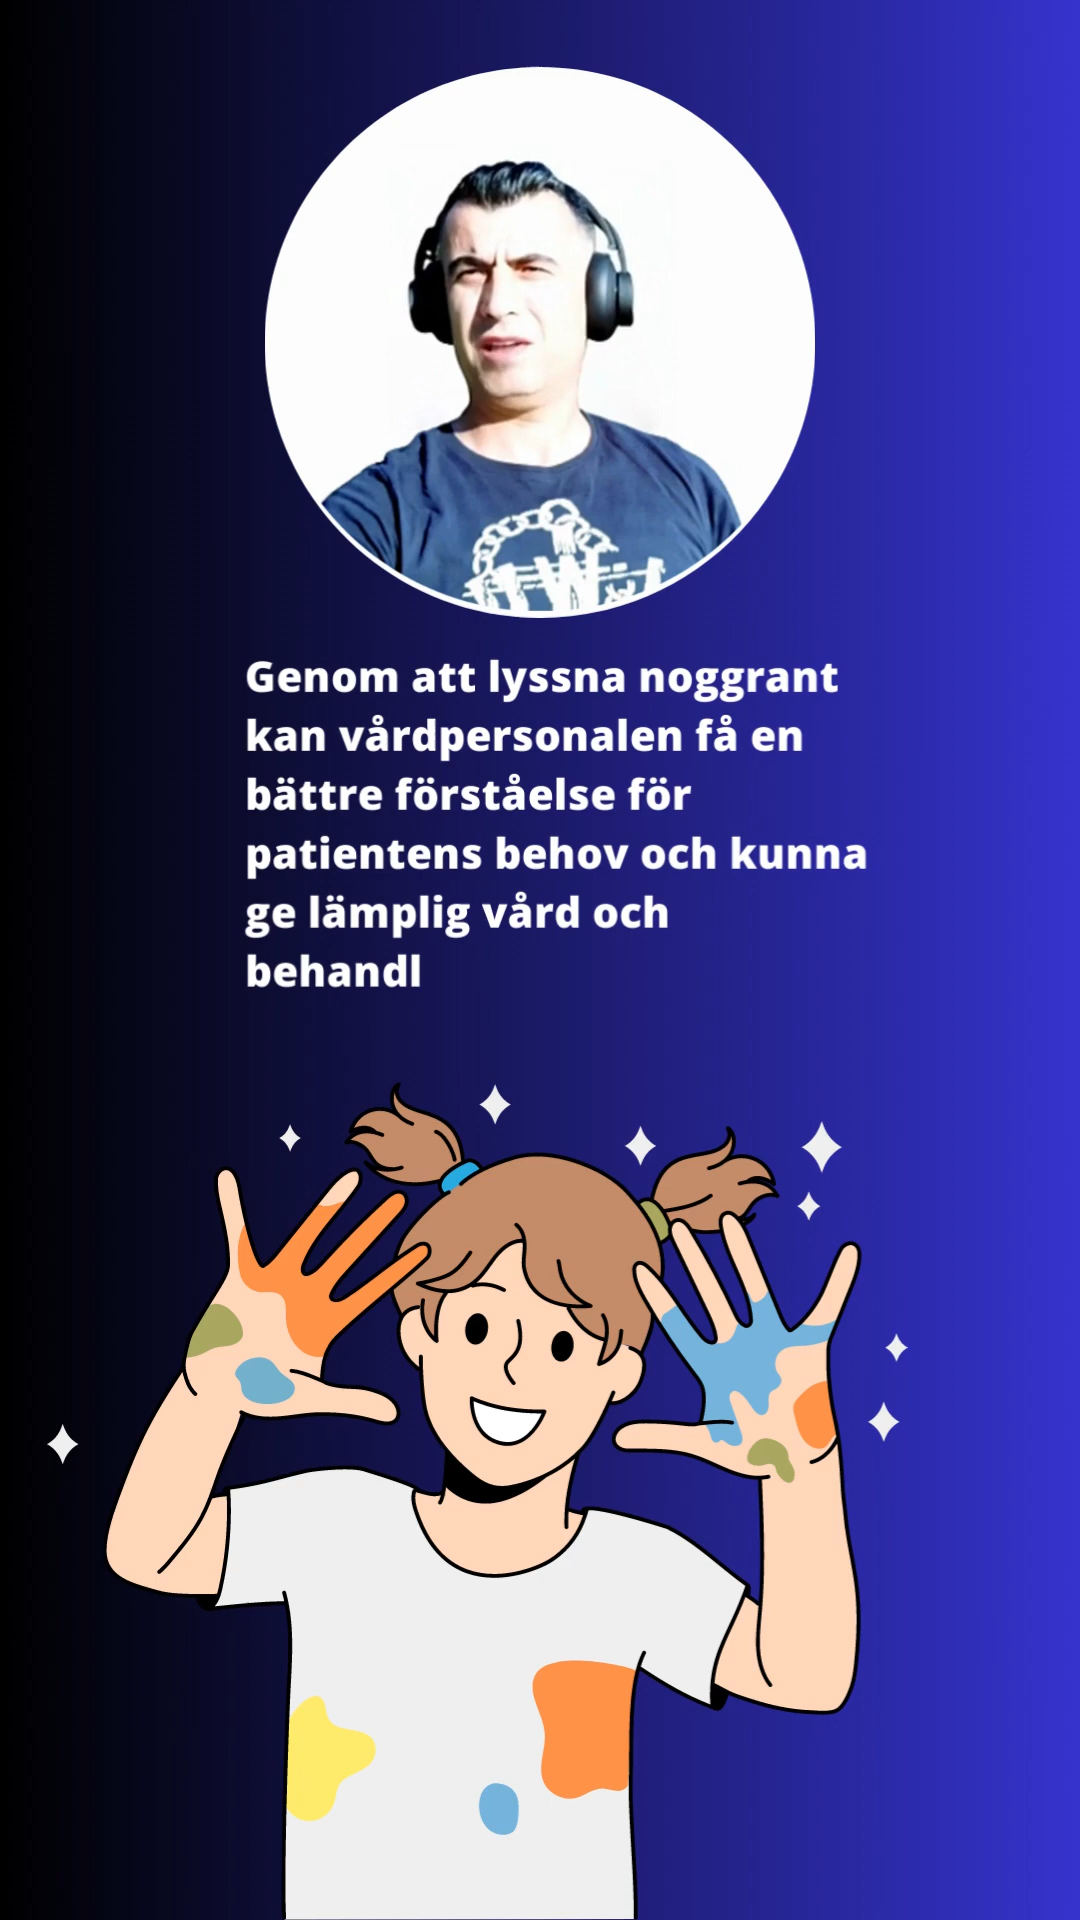 Genom att lyssna noggrant
kan vårdpersonalen få en
bättre förståelse för
patientens behov och kunna
ge lämplig vård och
behandl